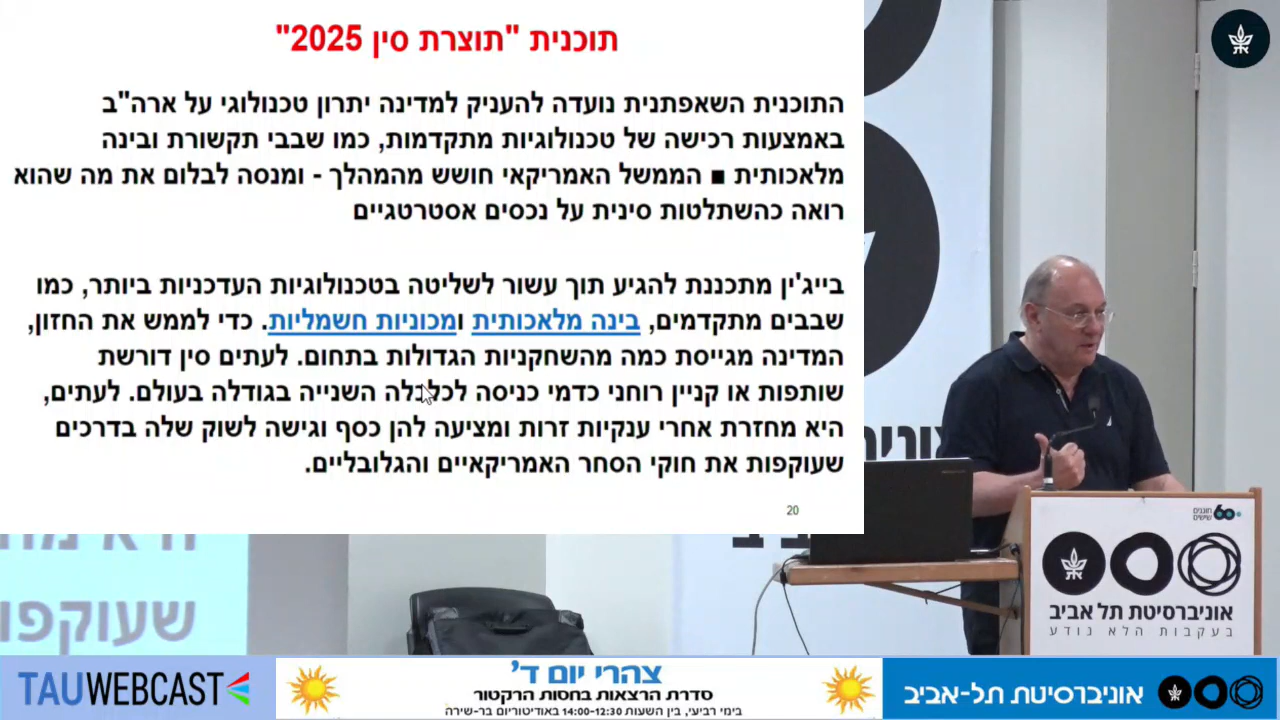 תוכנית "תוצרת סין 2025"
התוכנית השאפתנית נועדה להעניק למדינה יתרון טכנולוגי על ארה"ב
באמצעות רכישה של טכנולוגיות מתקדמות, כמו שבבי תקשורת ובינה
מלאכותית ■ הממשל האמריקאי חושש מהמהלך - ומנסה לבלום את מה שהוא
רואה כהשתלטות סינית על נכסים אסטרטגיים
בייג'ין מתכננת להגיע תוך עשור לשליטה בטכנולוגיות העדכניות ביותר, כמו
שבבים מתקדמים, בינה מלאכותית ומכוניות חשמליות. כדי לממש את החזון,
המדינה מגייסת כמה מהשחקניות הגדולות בתחום. לעתים סין דורשת
שותפות או קניין רוחני כדמי כניסה לכלכלה השנייה בגודלה בעולם. לעתים,
היא מחזרת אחרי ענקיות זרות ומציעה להן כסף וגישה לשוק שלה בדרכים
שעוקפות את חוקי הסחר האמריקאיים והגלובליים.
20
שעוקפו
חוגגים
שישים
60
אוניברסיטת תל אביב
בעקבות הלא נודע
TAUWEBCAST
צהרי יום ד'
סדרת הרצאות בחסות הרקטור
בימי רביעי, בין השעות 14:00-12:30 באודיטוריום בר-שירה
אוניברסיטת תל-אביב